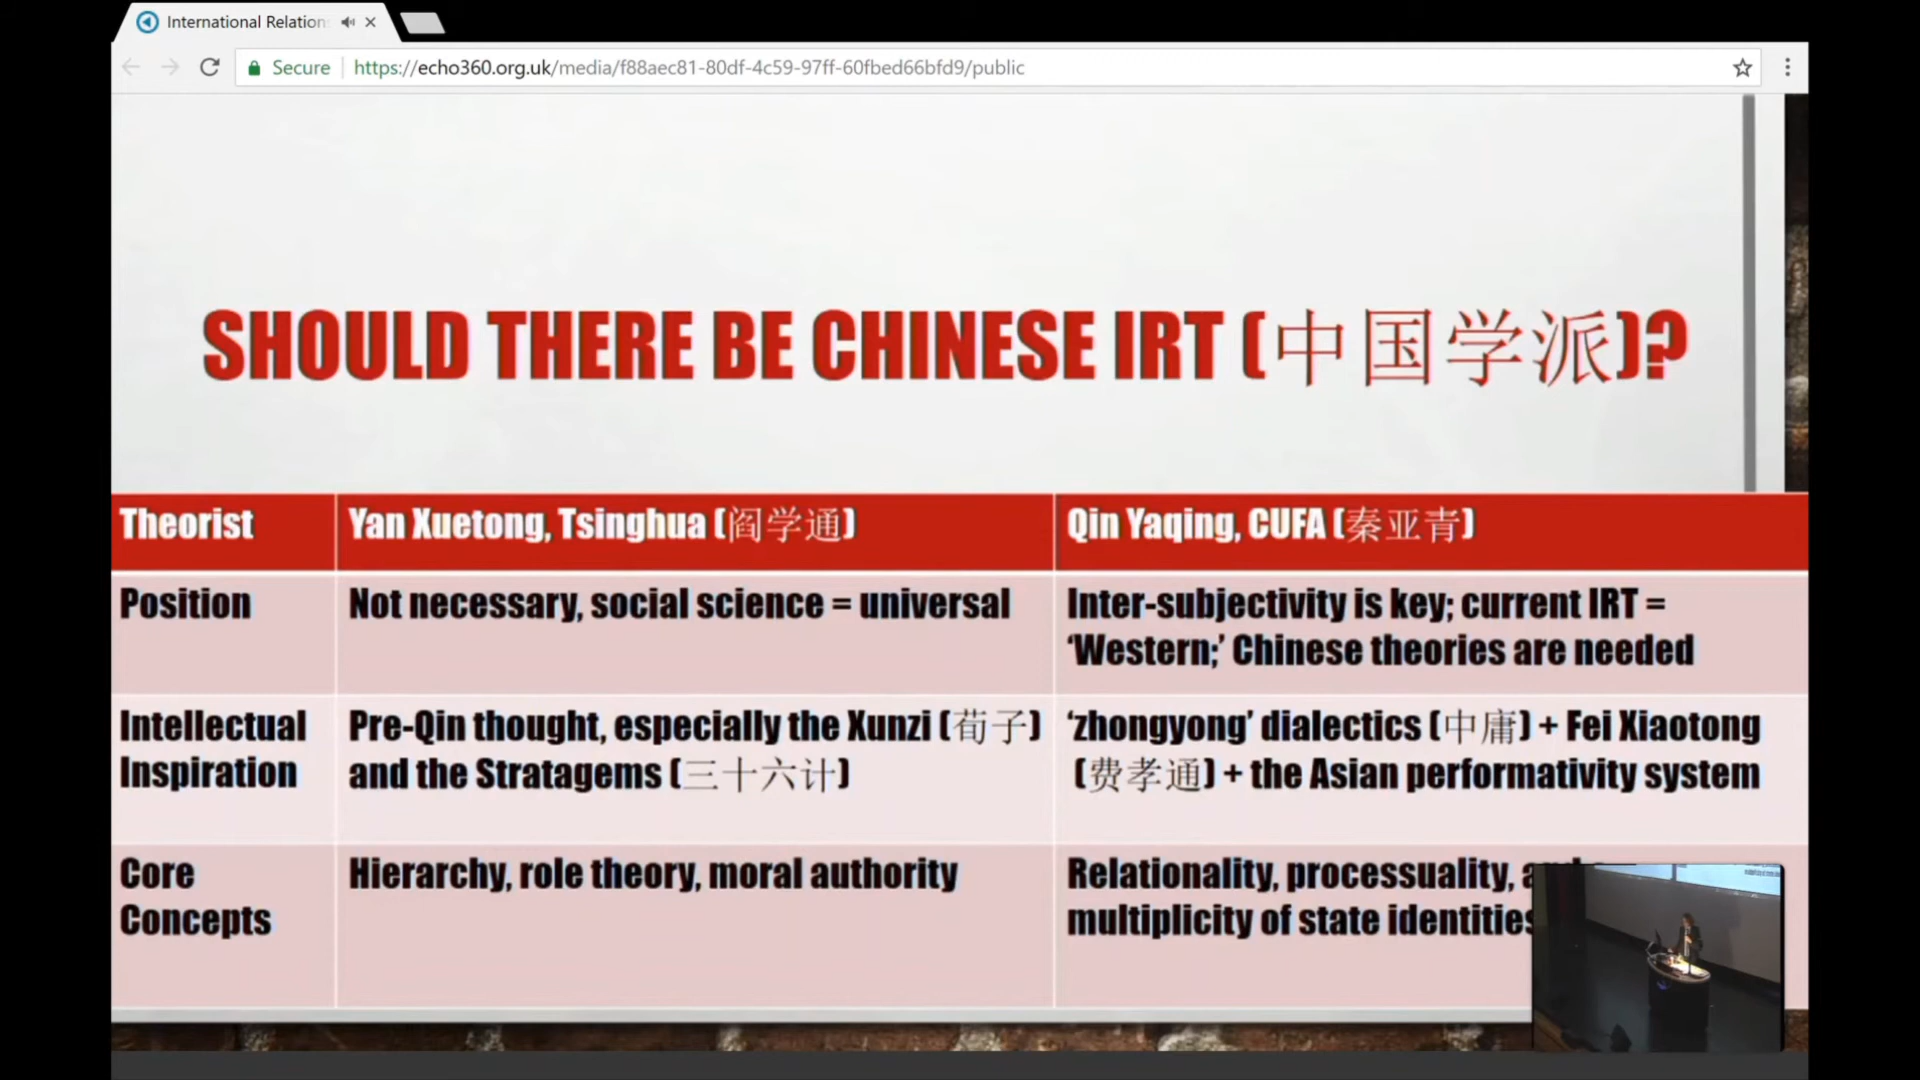 International Relation
Secure
https://echo360.org.uk/media/f88aec81-80df-4c59-97ff-60fbed66bfd9/public
SHOULD THERE BE CHINESE IRT (中国学派)?
Theorist
Yan Xuetong, Tsinghua (阎学通)
Qin Yaqing, CUFA (秦亚青)
Position
Not necessary, social science = universal
Inter-subjectivity is key; current IRT =
‘Western;’ Chinese theories are needed
Intellectual
Inspiration
Pre-Qin thought, especially the Xunzi (荀子)
and the Stratagems (三十六计)
‘zhongyong’ dialectics (中庸) + Fei Xiaotong
(费孝通) + the Asian performativity system
Core
Concepts
Hierarchy, role theory, moral authority
Relationality, processuality,
multiplicity of state identities